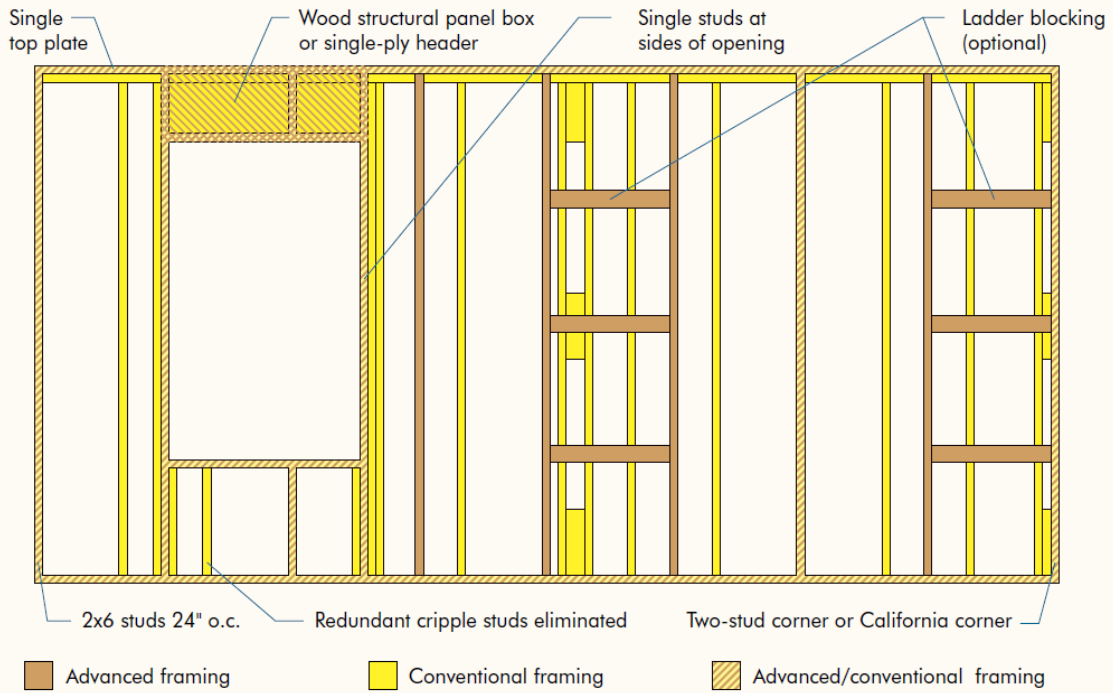 Single
top plate
Wood structural panel box
or single-ply header
Single studs at
sides of opening
Ladder blocking
(optional)
2x6 studs 24" o.c.
Redundant cripple studs eliminated
Two-stud corner or California corner
Advanced framing
Conventional framing
Advanced/conventional framing